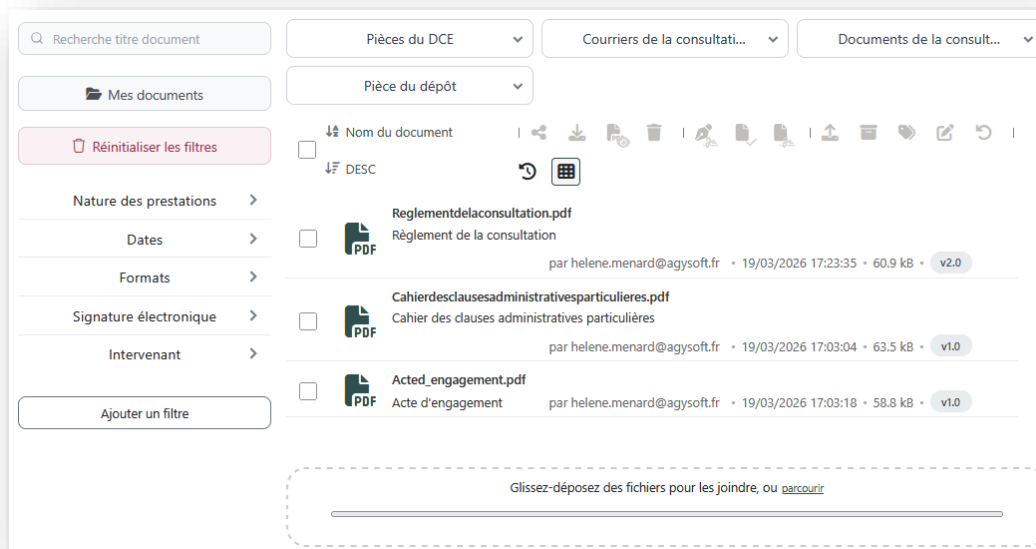 Recherche titre document
Mes documents
Réinitialiser les filtres
Nature des prestations
Dates
Formats
Signature électronique
Intervenant
Ajouter un filtre
Pièces du DCE
Courriers de la consultati...
Documents de la consult...
Pièce du dépôt
Nom du document
DESC
Reglementdelaconsultation.pdf
Règlement de la consultation
par helene.menard@agysoft.fr • 19/03/2026 17:23:35 • 60.9 kB • v2.0
PDF
Cahierdesclausesadministrativesparticulieres.pdf
Cahier des clauses administratives particulières
par helene.menard@agysoft.fr • 19/03/2026 17:03:04 • 63.5 kB • v1.0
PDF
Acted_engagement.pdf
Acte d'engagement par helene.menard@agysoft.fr • 19/03/2026 17:03:18 • 58.8 kB • v1.0
PDF
Glissez-déposez des fichiers pour les joindre, ou parcourir